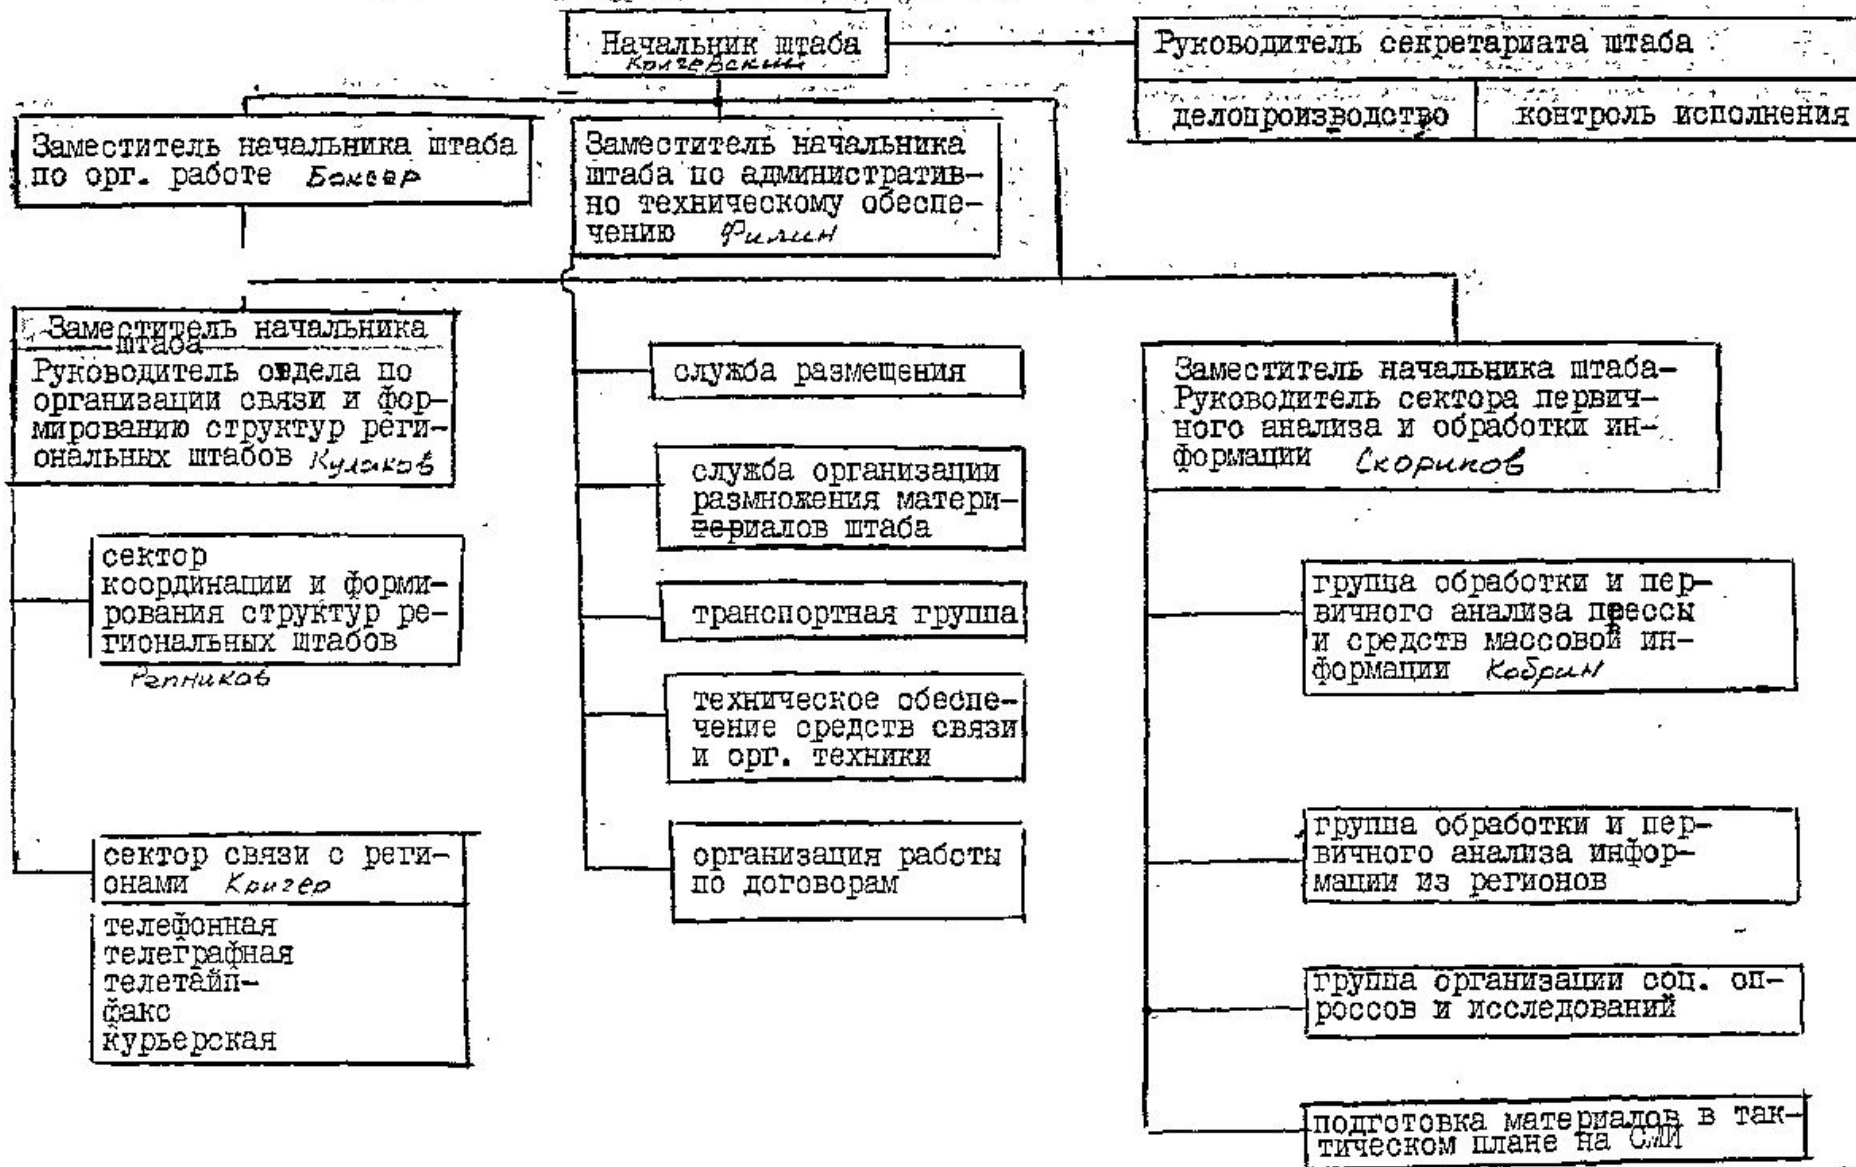 Начальник штаба
Кригевский
Руководитель секретариата штаба
делопроизводство
контроль исполнения
Заместитель начальника штаба
по орг. работе Боксер
Заместитель начальника
штаба по административ-
но техническому обеспе-
чению Филин
Заместитель начальника
штаба
Руководитель отдела по
организации связи и фор-
мированию структур реги-
ональных штабов Кулаков
сектор
координации и форми-
рования структур ре-
гиональных штабов
Репников
сектор связи с реги-
онами Кригер
телефонная
телеграфная
телетайп-
факс
курьерская
служба размещения
служба организации
размножения матери-
териалов штаба
транспортная группа
техническое обеспе-
чение средств связи
и орг. техники
организация работы
по договорам
Заместитель начальника штаба-
Руководитель сектора первич-
ного анализа и обработки ин-
формации Скорипов
группа обработки и пер-
вичного анализа прессы
и средств массовой ин-
формации Кобрин
группа обработки и пер-
вичного анализа инфор-
мации из регионов
группа организации соц. оп-
россов и исследований
подготовка материалов в так-
тическом плане на СМИ